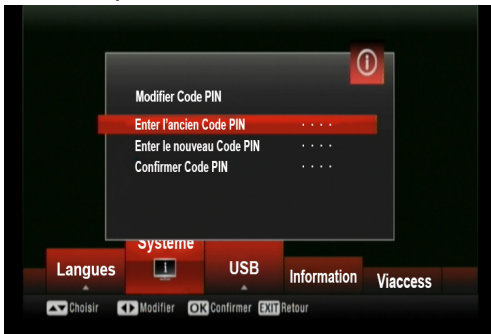 Modifier Code PIN
Enter l'ancien Code PIN . . . .
Enter le nouveau Code PIN . . . .
Confirmer Code PIN . . . .
Système
Langues
USB
Information
Viaccess
Choisir Modifier OK Confirmer EXIT Retour